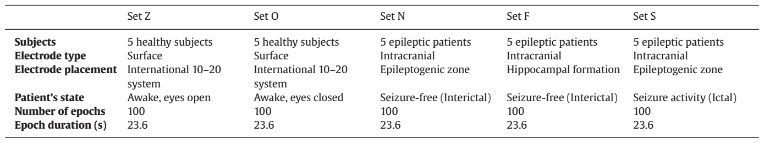 Set Z Set O Set N Set F Set S
Subjects 5 healthy subjects 5 healthy subjects 5 epileptic patients 5 epileptic patients 5 epileptic patients
Electrode type Surface Surface Intracranial Intracranial Intracranial
Electrode placement International 10–20 International 10–20 Epileptogenic zone Hippocampal formation Epileptogenic zone
system system
Patient's state Awake, eyes open Awake, eyes closed Seizure-free (Interictal) Seizure-free (Interictal) Seizure activity (Ictal)
Number of epochs 100 100 100 100 100
Epoch duration (s) 23.6 23.6 23.6 23.6 23.6